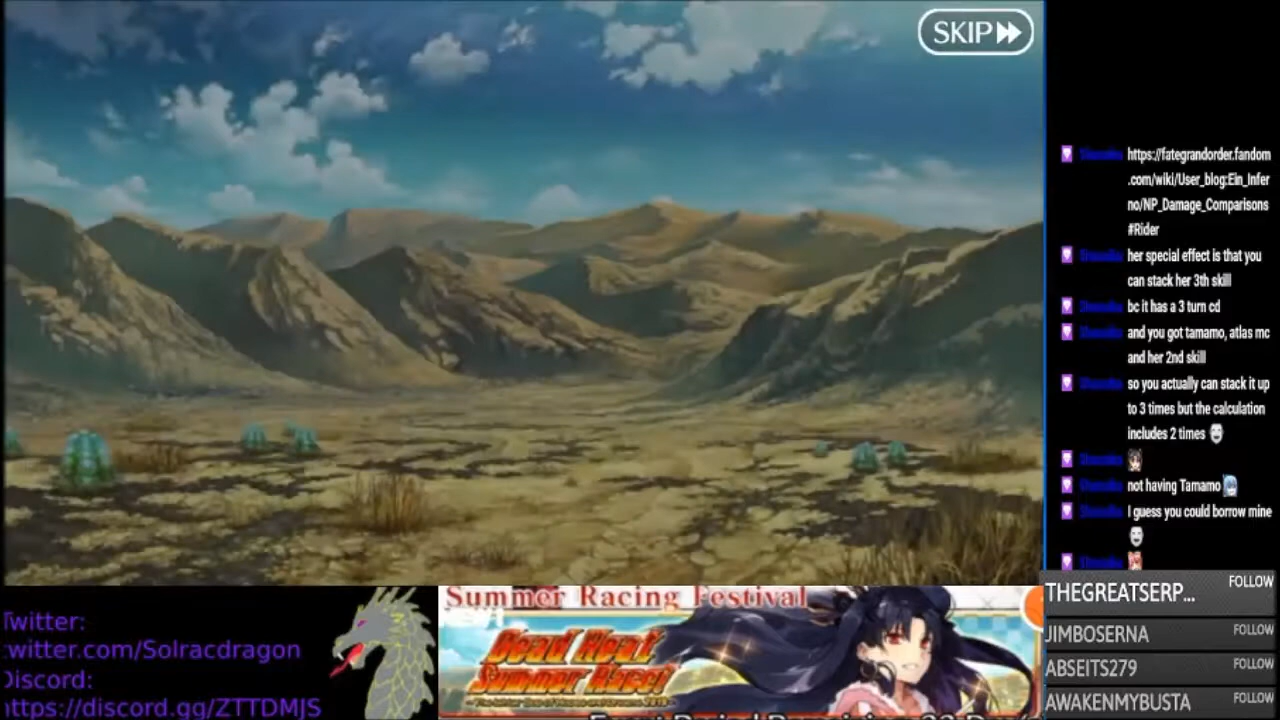 SKIP
https://fategrandorder.fandom
.com/wiki/User_blog:Ein_Infer
no/NP_Damage_Comparisons
#Rider
her special effect is that you
can stack her 3th skill
bc it has a 3 turn cd
and you got tamamo, atlas mc
and her 2nd skill
so you actually can stack it up
to 3 times but the calculation
includes 2 times
not having Tamamo
I guess you could borrow mine
THEGREATSERP... FOLLOW
JIMBOSERNA FOLLOW
ABSEITS279 FOLLOW
AWAKENMYBUSTA FOLLOW
Twitter:
twitter.com/Solracdragon
Discord:
https://discord.gg/ZTTDMJS
Summer Racing Festival
Dead Heat
Summer Race!